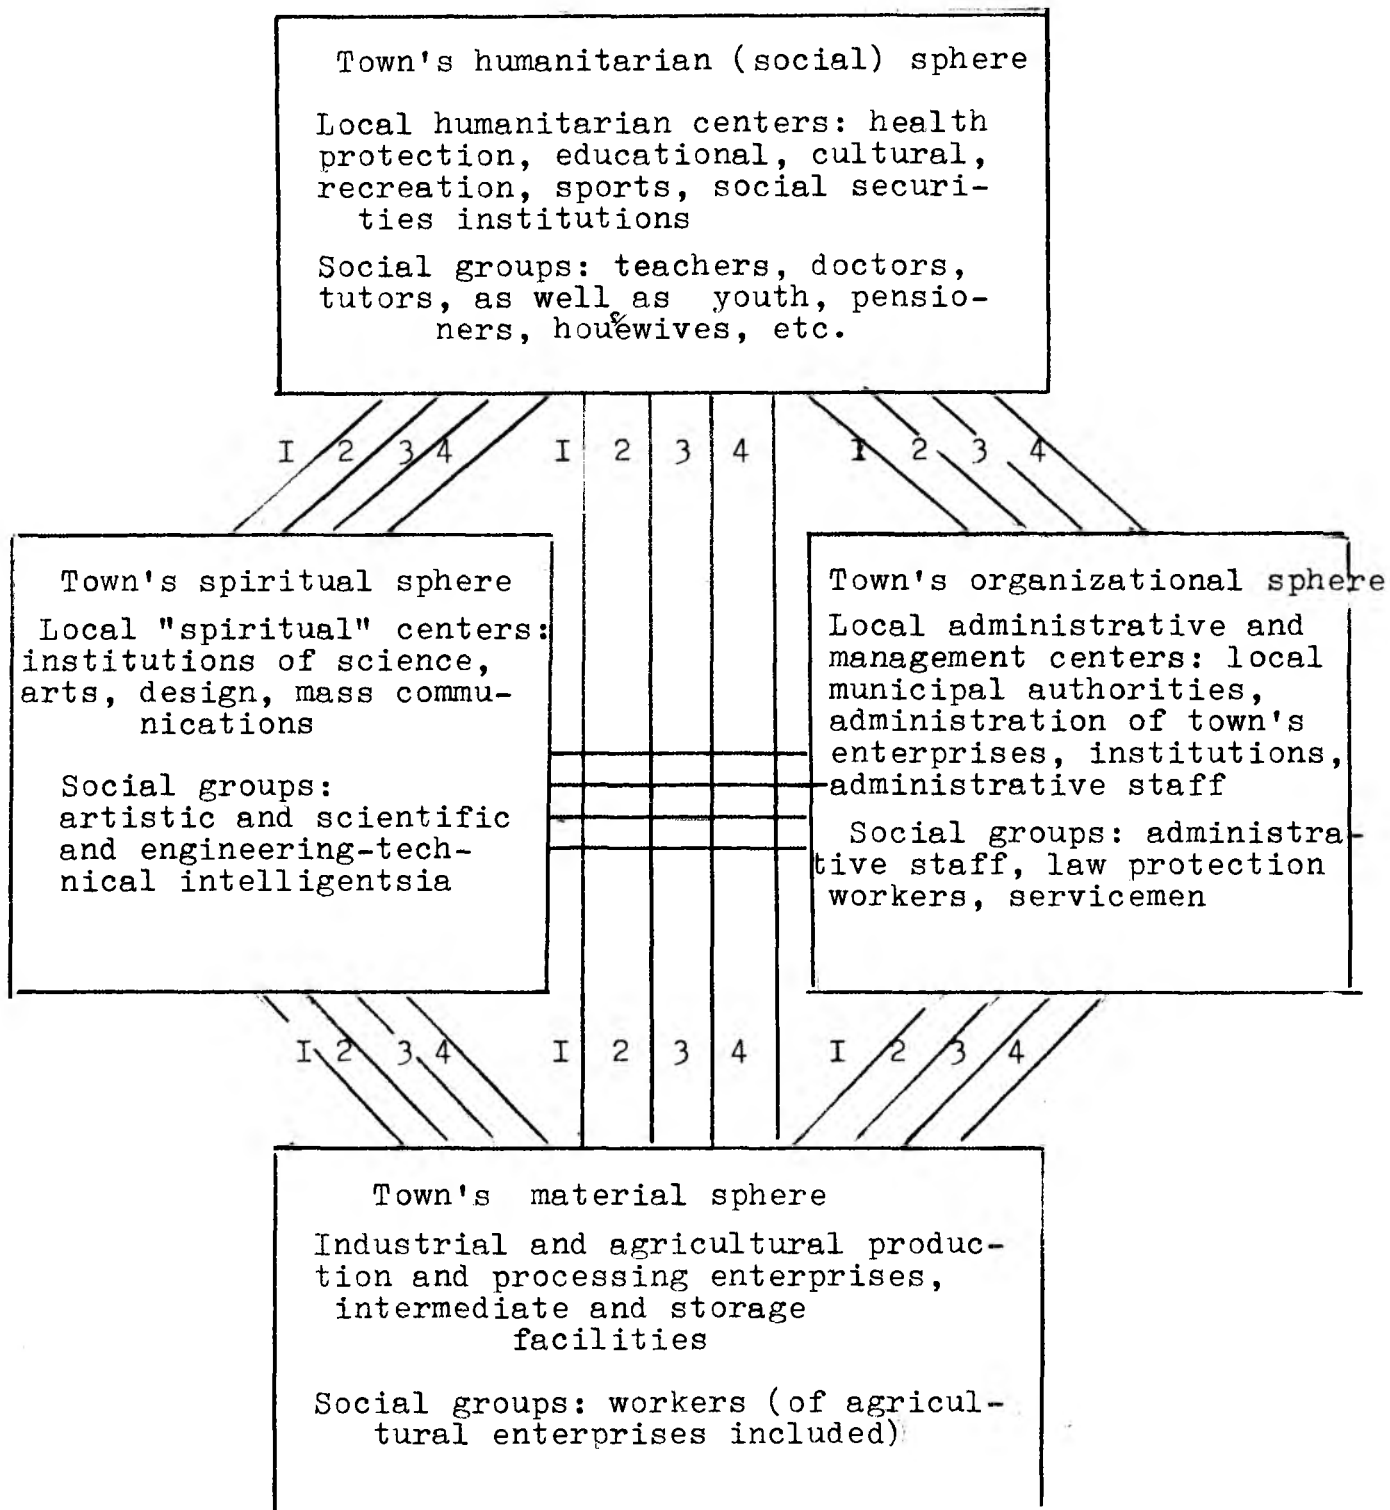 Town's humanitarian (social) sphere
Local humanitarian centers: health
protection, educational, cultural,
recreation, sports, social securi-
ties institutions
Social groups: teachers, doctors,
tutors, as well as youth, pensio-
ners, housewives, etc.
I 2 3 4 I 2 3 4 I 2 3 4
Town's spiritual sphere
Local "spiritual" centers:
institutions of science,
arts, design, mass commu-
nications
Social groups:
artistic and scientific
and engineering-tech-
nical intelligentsia
Town's organizational sphere
Local administrative and
management centers: local
municipal authorities,
administration of town's
enterprises, institutions,
administrative staff
Social groups: administra-
tive staff, law protection
workers, servicemen
I 2 3 4 I 2 3 4 I 2 3 4
Town's material sphere
Industrial and agricultural produc-
tion and processing enterprises,
intermediate and storage
facilities
Social groups: workers (of agricul-
tural enterprises included)